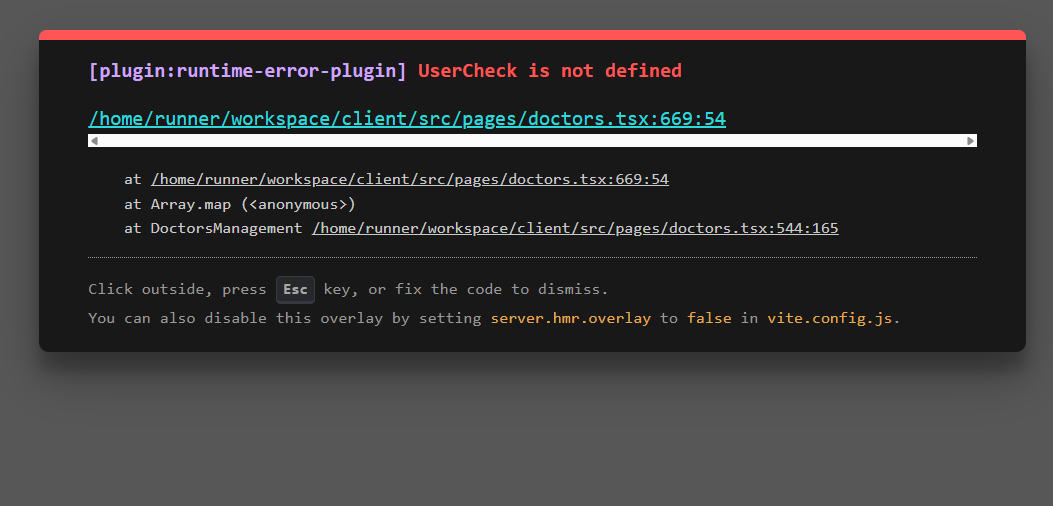 [plugin:runtime-error-plugin] UserCheck is not defined
/home/runner/workspace/client/src/pages/doctors.tsx:669:54
at /home/runner/workspace/client/src/pages/doctors.tsx:669:54
at Array.map (<anonymous>)
at DoctorsManagement /home/runner/workspace/client/src/pages/doctors.tsx:544:165
Click outside, press Esc key, or fix the code to dismiss.
You can also disable this overlay by setting server.hmr.overlay to false in vite.config.js.